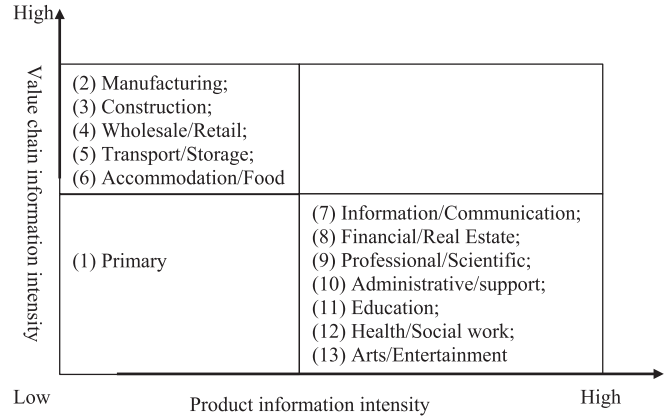 High
Value chain information intensity
(2) Manufacturing;
(3) Construction;
(4) Wholesale/Retail;
(5) Transport/Storage;
(6) Accommodation/Food
(1) Primary
(7) Information/Communication;
(8) Financial/Real Estate;
(9) Professional/Scientific;
(10) Administrative/support;
(11) Education;
(12) Health/Social work;
(13) Arts/Entertainment
Low
Product information intensity
High